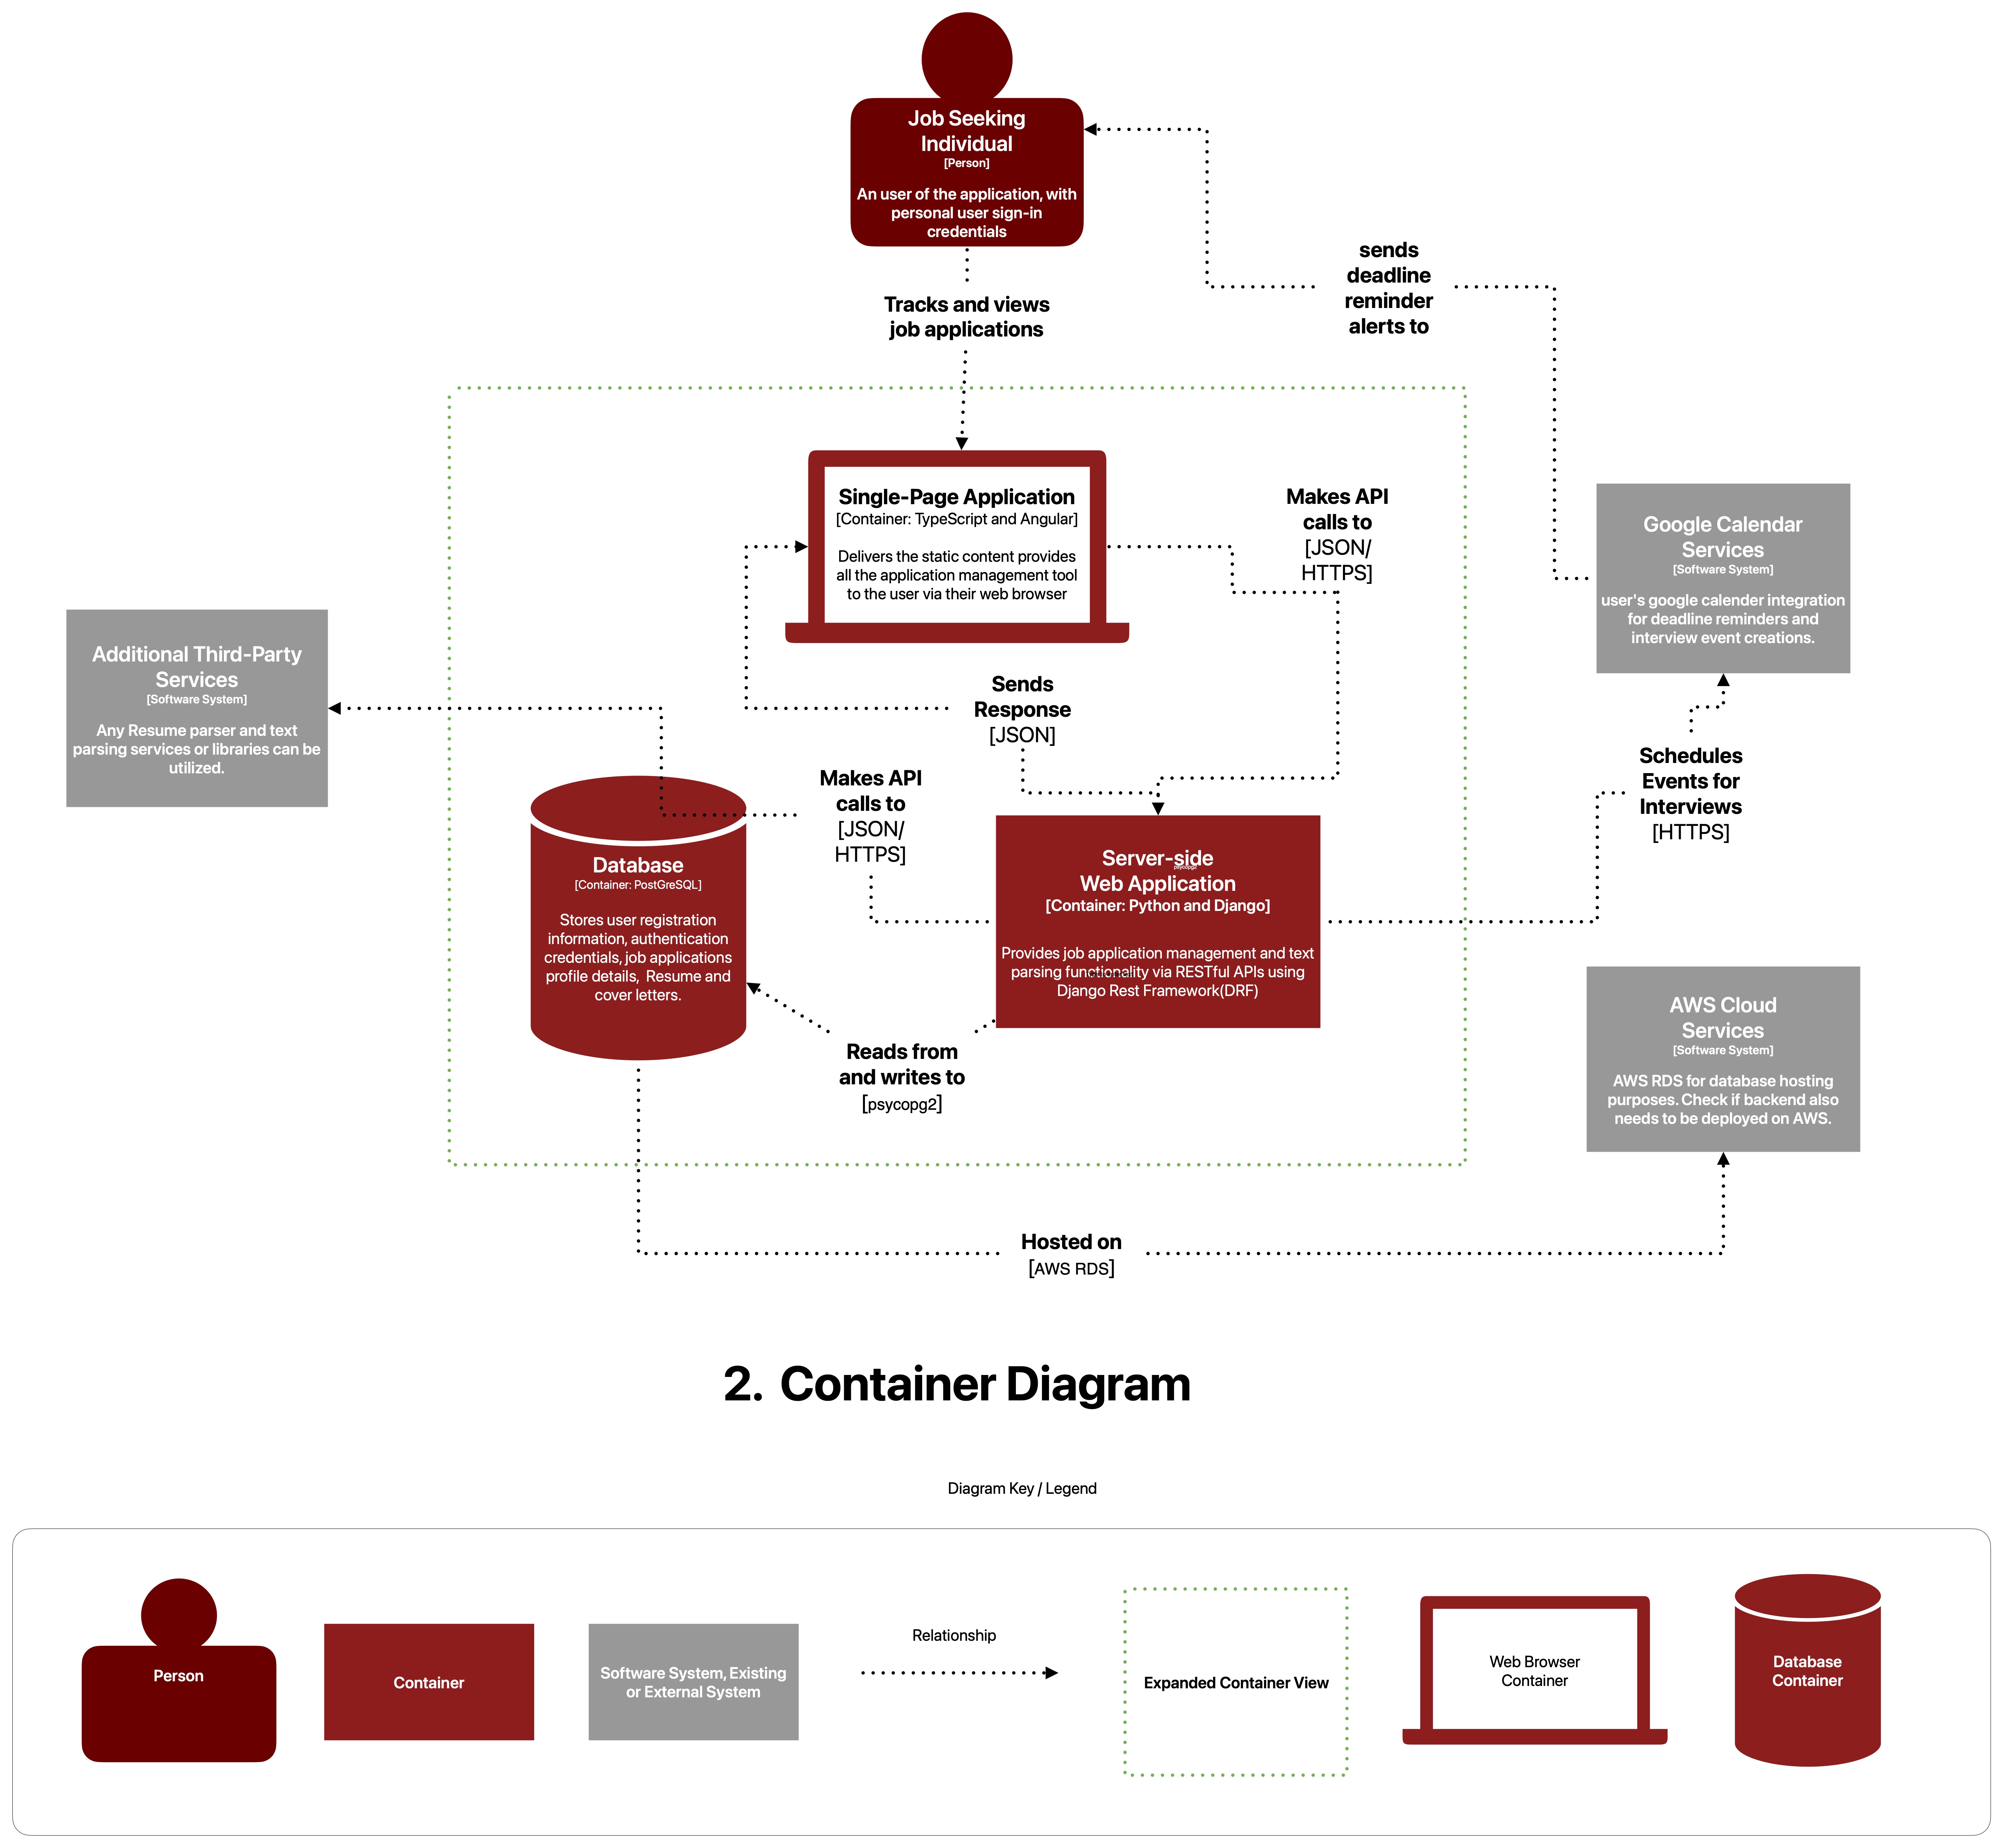 Job Seeking
Individual
[Person]
An user of the application, with
personal user sign-in
credentials
Tracks and views
job applications
sends
deadline
reminder
alerts to
Single-Page Application
[Container: TypeScript and Angular]
Delivers the static content provides
all the application management tool
to the user via their web browser
Makes API
calls to
[JSON/
HTTPS]
Google Calendar
Services
[Software System]
user's google calender integration
for deadline reminders and
interview event creations.
Additional Third-Party
Services
[Software System]
Any Resume parser and text
parsing services or libraries can be
utilized.
Sends
Response
[JSON]
Makes API
calls to
[JSON/
HTTPS]
Schedules
Events for
Interviews
[HTTPS]
Database
[Container: PostGreSQL]
Stores user registration
information, authentication
credentials, job applications
profile details, Resume and
cover letters.
Server-side
psycopg2
Web Application
[Container: Python and Django]
Provides job application management and text
parsing functionality via RESTful APIs using
Django Rest Framework(DRF)
Reads from
and writes to
[psycopg2]
AWS Cloud
Services
[Software System]
AWS RDS for database hosting
purposes. Check if backend also
needs to be deployed on AWS.
Hosted on
[AWS RDS]
2. Container Diagram
Diagram Key / Legend
Person
Container
Software System, Existing
or External System
Relationship
Expanded Container View
Web Browser
Container
Database
Container